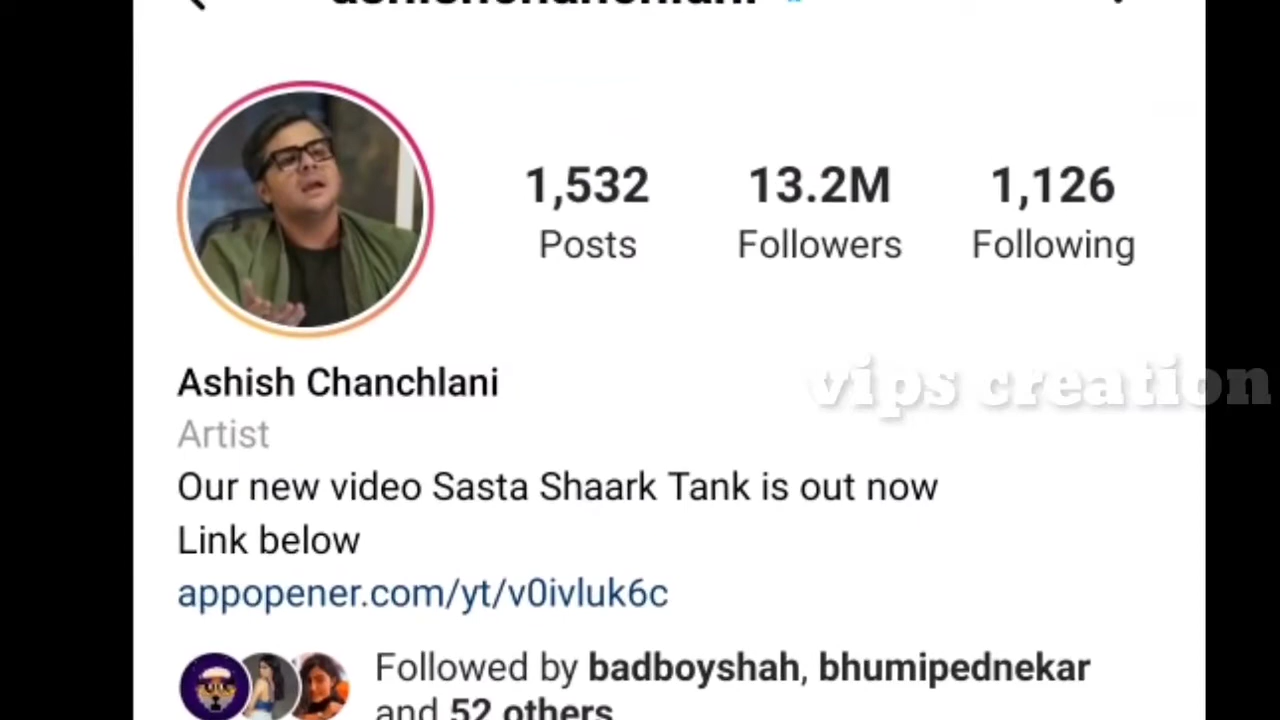 ashishchanchlani
1,532 13.2M 1,126
Posts Followers Following
Ashish Chanchlani
vips creation
Artist
Our new video Sasta Shaark Tank is out now
Link below
appopener.com/yt/v0ivluk6c
Followed by badboyshah, bhumipednekar
and 52 others